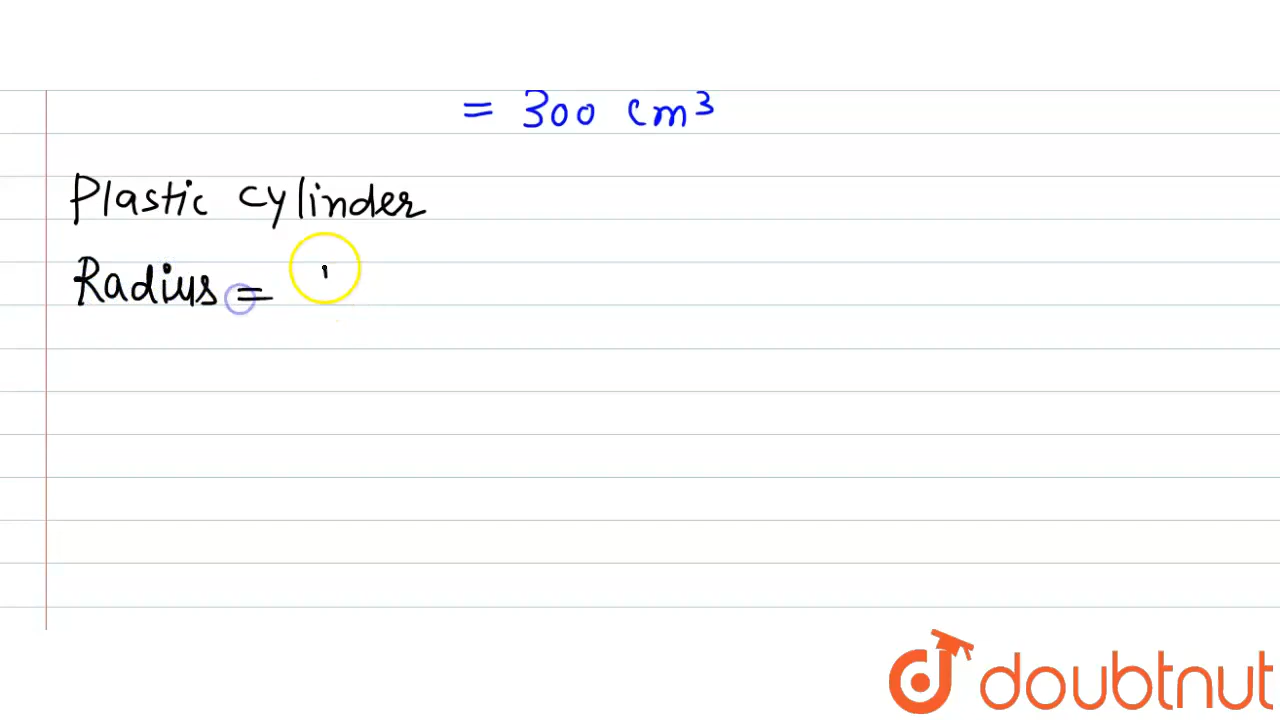 = 300 cm³
Plastic cylinder
Radius =
doubtnut